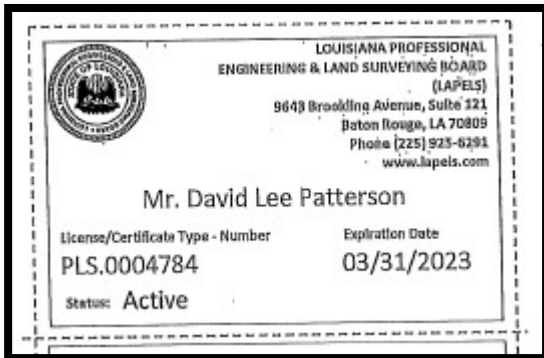 LOUISIANA PROFESSIONAL
ENGINEERING & LAND SURVEYING BOARD
(LAPELS)
9643 Brookline Avenue, Suite 121
Baton Rouge, LA 70809
Phone (225) 925-6291
www.lapels.com
Mr. David Lee Patterson
License/Certificate Type - Number
Expiration Date
PLS.0004784
03/31/2023
Status: Active